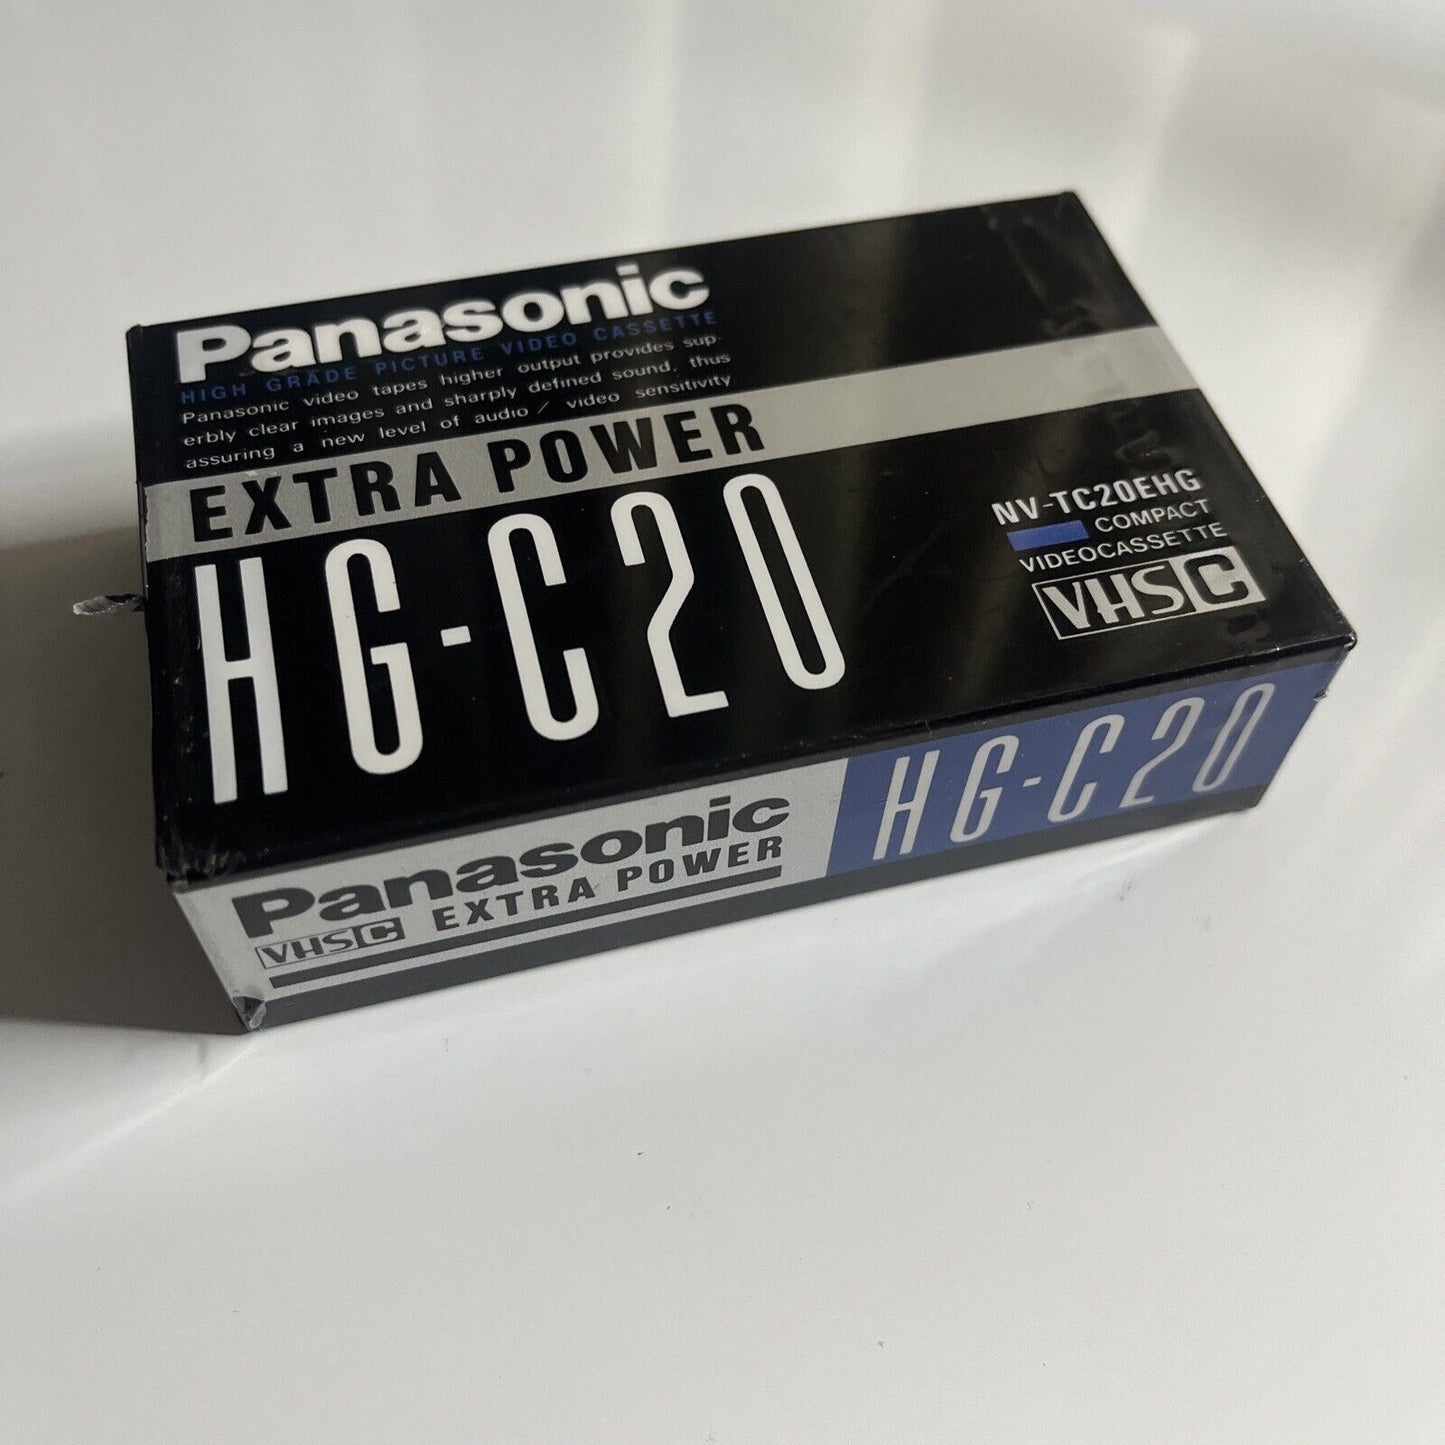 Panasonic
HIGH GRADE PICTURE VIDEO CASSETTE
Panasonic video tapes higher output provides sup-
erbly clear images and sharply defined sound, thus
assuring a new level of audio / video sensitivity
EXTRA POWER
HG-C20
NV-TC20EHG
COMPACT
VIDEOCASSETTE
VHS C
Panasonic
VHS C EXTRA POWER
HG-C20